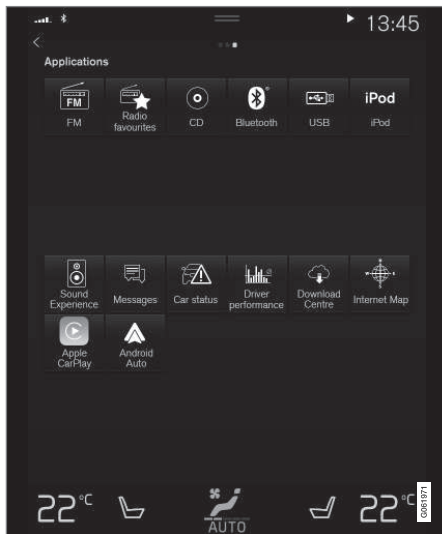 13:45
Applications
FM
FM
Radio
favourites
CD
Bluetooth
USB
iPod
iPod
Sound
Experience
Messages
Car status
Driver
performance
Download
Centre
Internet Map
Apple
CarPlay
Android
Auto
22°C
AUTO
22°C
G061971